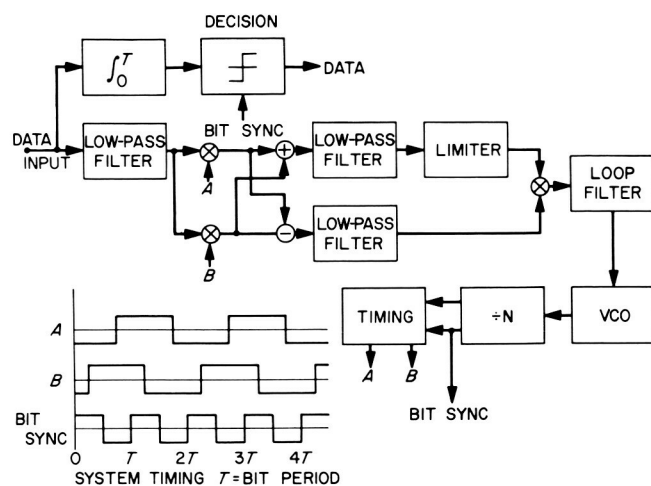 DECISION
∫₀ᵀ
DATA
DATA
INPUT
LOW-PASS
FILTER
BIT SYNC
A
B
+
−
LOW-PASS
FILTER
LIMITER
LOW-PASS
FILTER
LOOP
FILTER
TIMING
÷N
VCO
A B
BIT SYNC
A
B
BIT
SYNC
0 T 2T 3T 4T
SYSTEM TIMING T = BIT PERIOD